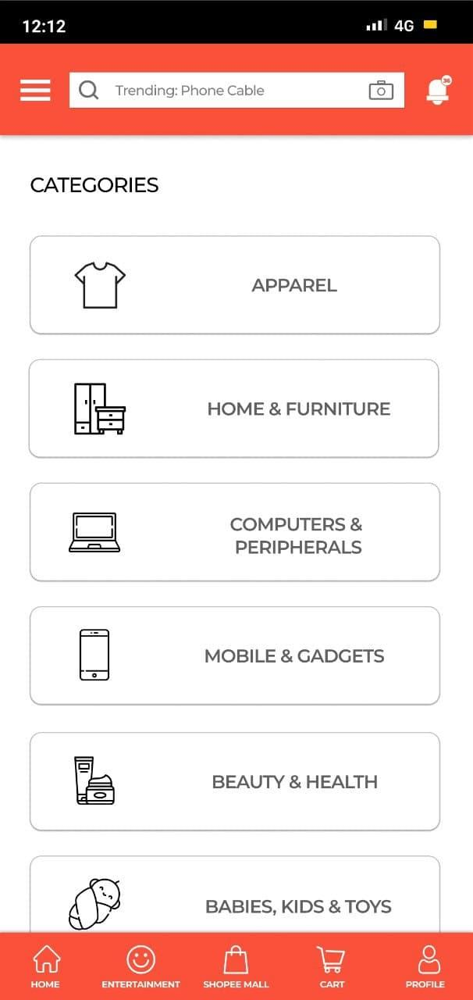 12:12
4G
Trending: Phone Cable
36
CATEGORIES
APPAREL
HOME & FURNITURE
COMPUTERS &
PERIPHERALS
MOBILE & GADGETS
BEAUTY & HEALTH
BABIES, KIDS & TOYS
HOME
ENTERTAINMENT
SHOPEE MALL
CART
PROFILE